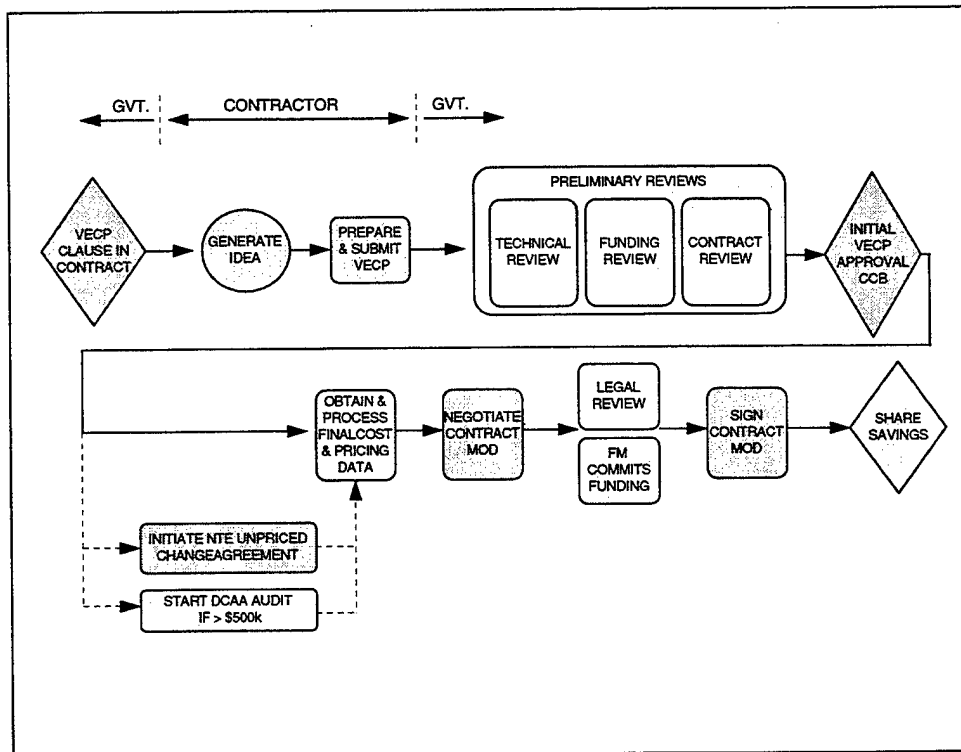 GVT.
CONTRACTOR
GVT.
VECP
CLAUSE IN
CONTRACT
GENERATE
IDEA
PREPARE
& SUBMIT
VECP
PRELIMINARY REVIEWS
TECHNICAL
REVIEW
FUNDING
REVIEW
CONTRACT
REVIEW
INITIAL
VECP
APPROVAL
CCB
OBTAIN &
PROCESS
FINALCOST
& PRICING
DATA
NEGOTIATE
CONTRACT
MOD
LEGAL
REVIEW
FM
COMMITS
FUNDING
SIGN
CONTRACT
MOD
SHARE
SAVINGS
INITIATE NTE UNPRICED
CHANGEAGREEMENT
START DCAA AUDIT
IF > $500k